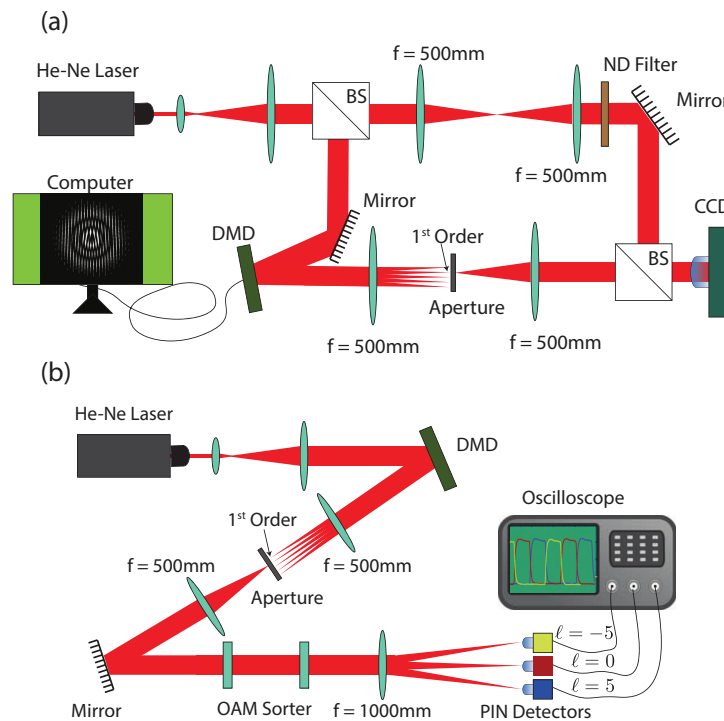 (a)
f = 500mm
He-Ne Laser
BS
ND Filter
Mirror
f = 500mm
Computer
Mirror
DMD
1st Order
CCD
BS
Aperture
f = 500mm
f = 500mm
(b)
He-Ne Laser
DMD
Oscilloscope
1st Order
f = 500mm
f = 500mm
Aperture
ℓ = −5
ℓ = 0
ℓ = 5
Mirror
OAM Sorter
f = 1000mm
PIN Detectors